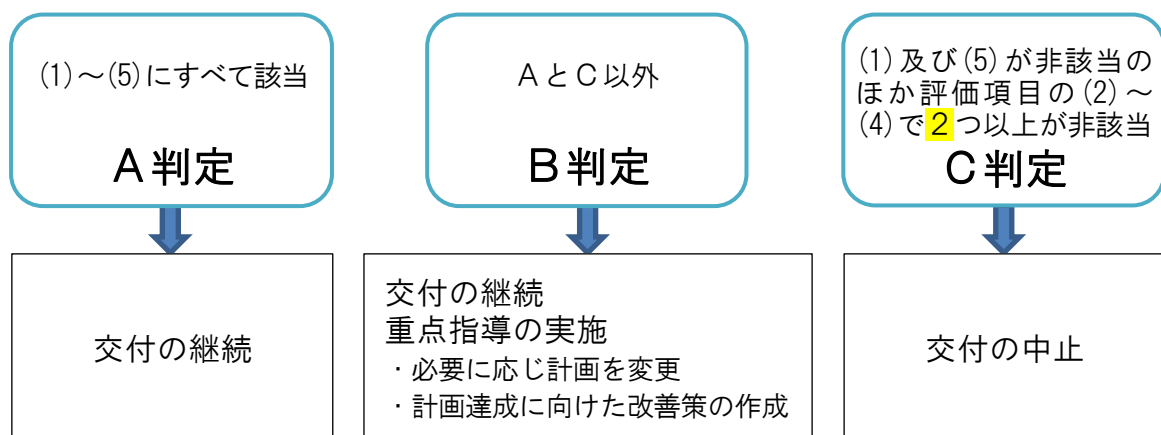 (1)～(5)にすべて該当
A判定
AとC以外
B判定
(1)及び(5)が非該当の
ほか評価項目の(2)～
(4)で2つ以上が非該当
C判定
交付の継続
交付の継続
重点指導の実施
・必要に応じ計画を変更
・計画達成に向けた改善策の作成
交付の中止